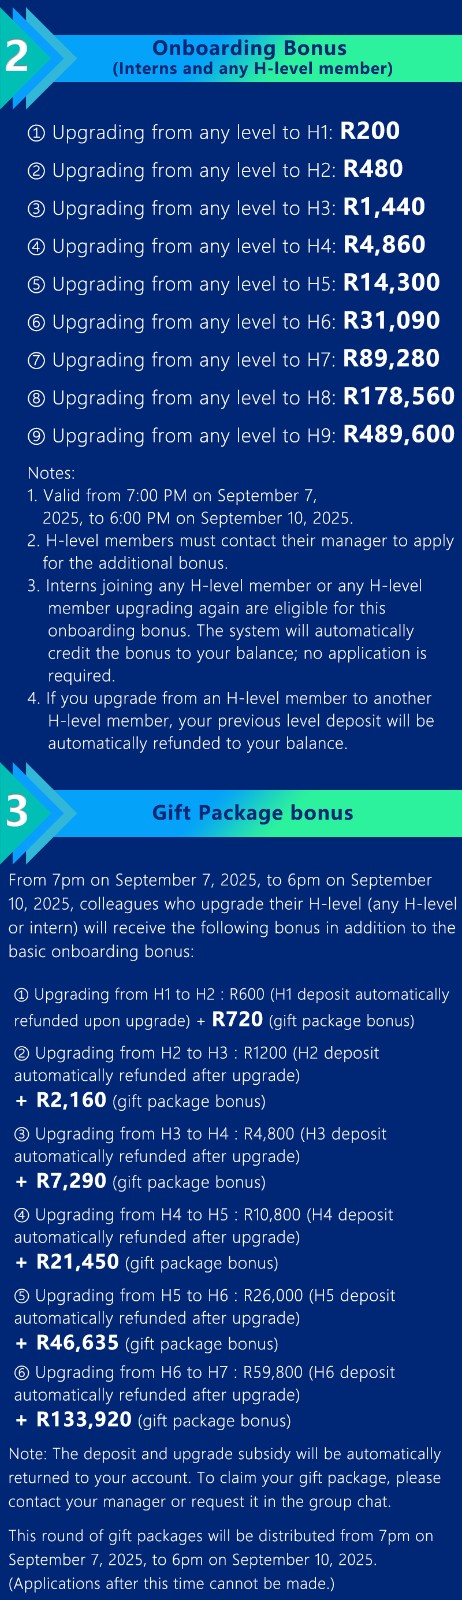 2
Onboarding Bonus
(Interns and any H-level member)
① Upgrading from any level to H1: R200
② Upgrading from any level to H2: R480
③ Upgrading from any level to H3: R1,440
④ Upgrading from any level to H4: R4,860
⑤ Upgrading from any level to H5: R14,300
⑥ Upgrading from any level to H6: R31,090
⑦ Upgrading from any level to H7: R89,280
⑧ Upgrading from any level to H8: R178,560
⑨ Upgrading from any level to H9: R489,600
Notes:
1. Valid from 7:00 PM on September 7,
2025, to 6:00 PM on September 10, 2025.
2. H-level members must contact their manager to apply
for the additional bonus.
3. Interns joining any H-level member or any H-level
member upgrading again are eligible for this
onboarding bonus. The system will automatically
credit the bonus to your balance; no application is
required.
4. If you upgrade from an H-level member to another
H-level member, your previous level deposit will be
automatically refunded to your balance.
3
Gift Package bonus
From 7pm on September 7, 2025, to 6pm on September
10, 2025, colleagues who upgrade their H-level (any H-level
or intern) will receive the following bonus in addition to the
basic onboarding bonus:
① Upgrading from H1 to H2 : R600 (H1 deposit automatically
refunded upon upgrade) + R720 (gift package bonus)
② Upgrading from H2 to H3 : R1200 (H2 deposit
automatically refunded after upgrade)
+ R2,160 (gift package bonus)
③ Upgrading from H3 to H4 : R4,800 (H3 deposit
automatically refunded after upgrade)
+ R7,290 (gift package bonus)
④ Upgrading from H4 to H5 : R10,800 (H4 deposit
automatically refunded after upgrade)
+ R21,450 (gift package bonus)
⑤ Upgrading from H5 to H6 : R26,000 (H5 deposit
automatically refunded after upgrade)
+ R46,635 (gift package bonus)
⑥ Upgrading from H6 to H7 : R59,800 (H6 deposit
automatically refunded after upgrade)
+ R133,920 (gift package bonus)
Note: The deposit and upgrade subsidy will be automatically
returned to your account. To claim your gift package, please
contact your manager or request it in the group chat.
This round of gift packages will be distributed from 7pm on
September 7, 2025, to 6pm on September 10, 2025.
(Applications after this time cannot be made.)